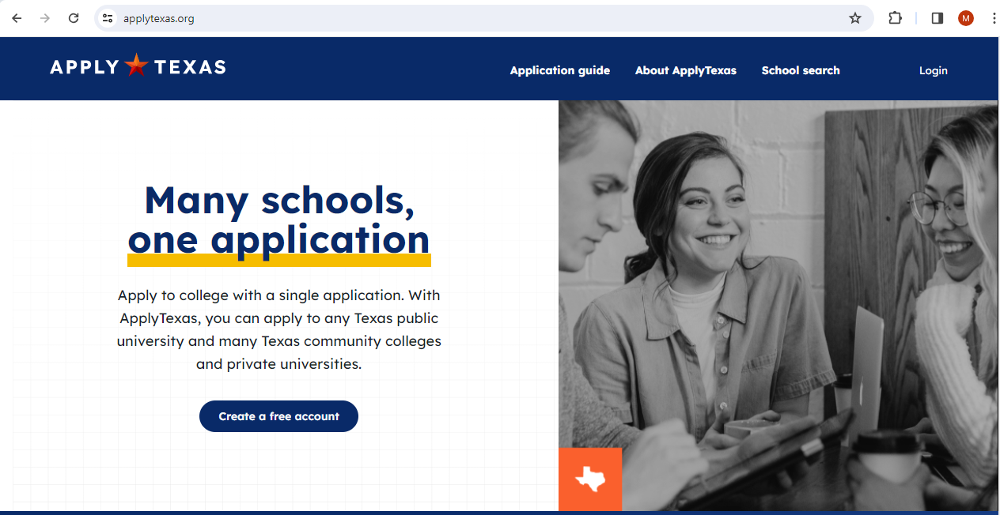 applytexas.org
M
APPLY TEXAS
Application guide
About ApplyTexas
School search
Login
Many schools,
one application
Apply to college with a single application. With
ApplyTexas, you can apply to any Texas public
university and many Texas community colleges
and private universities.
Create a free account